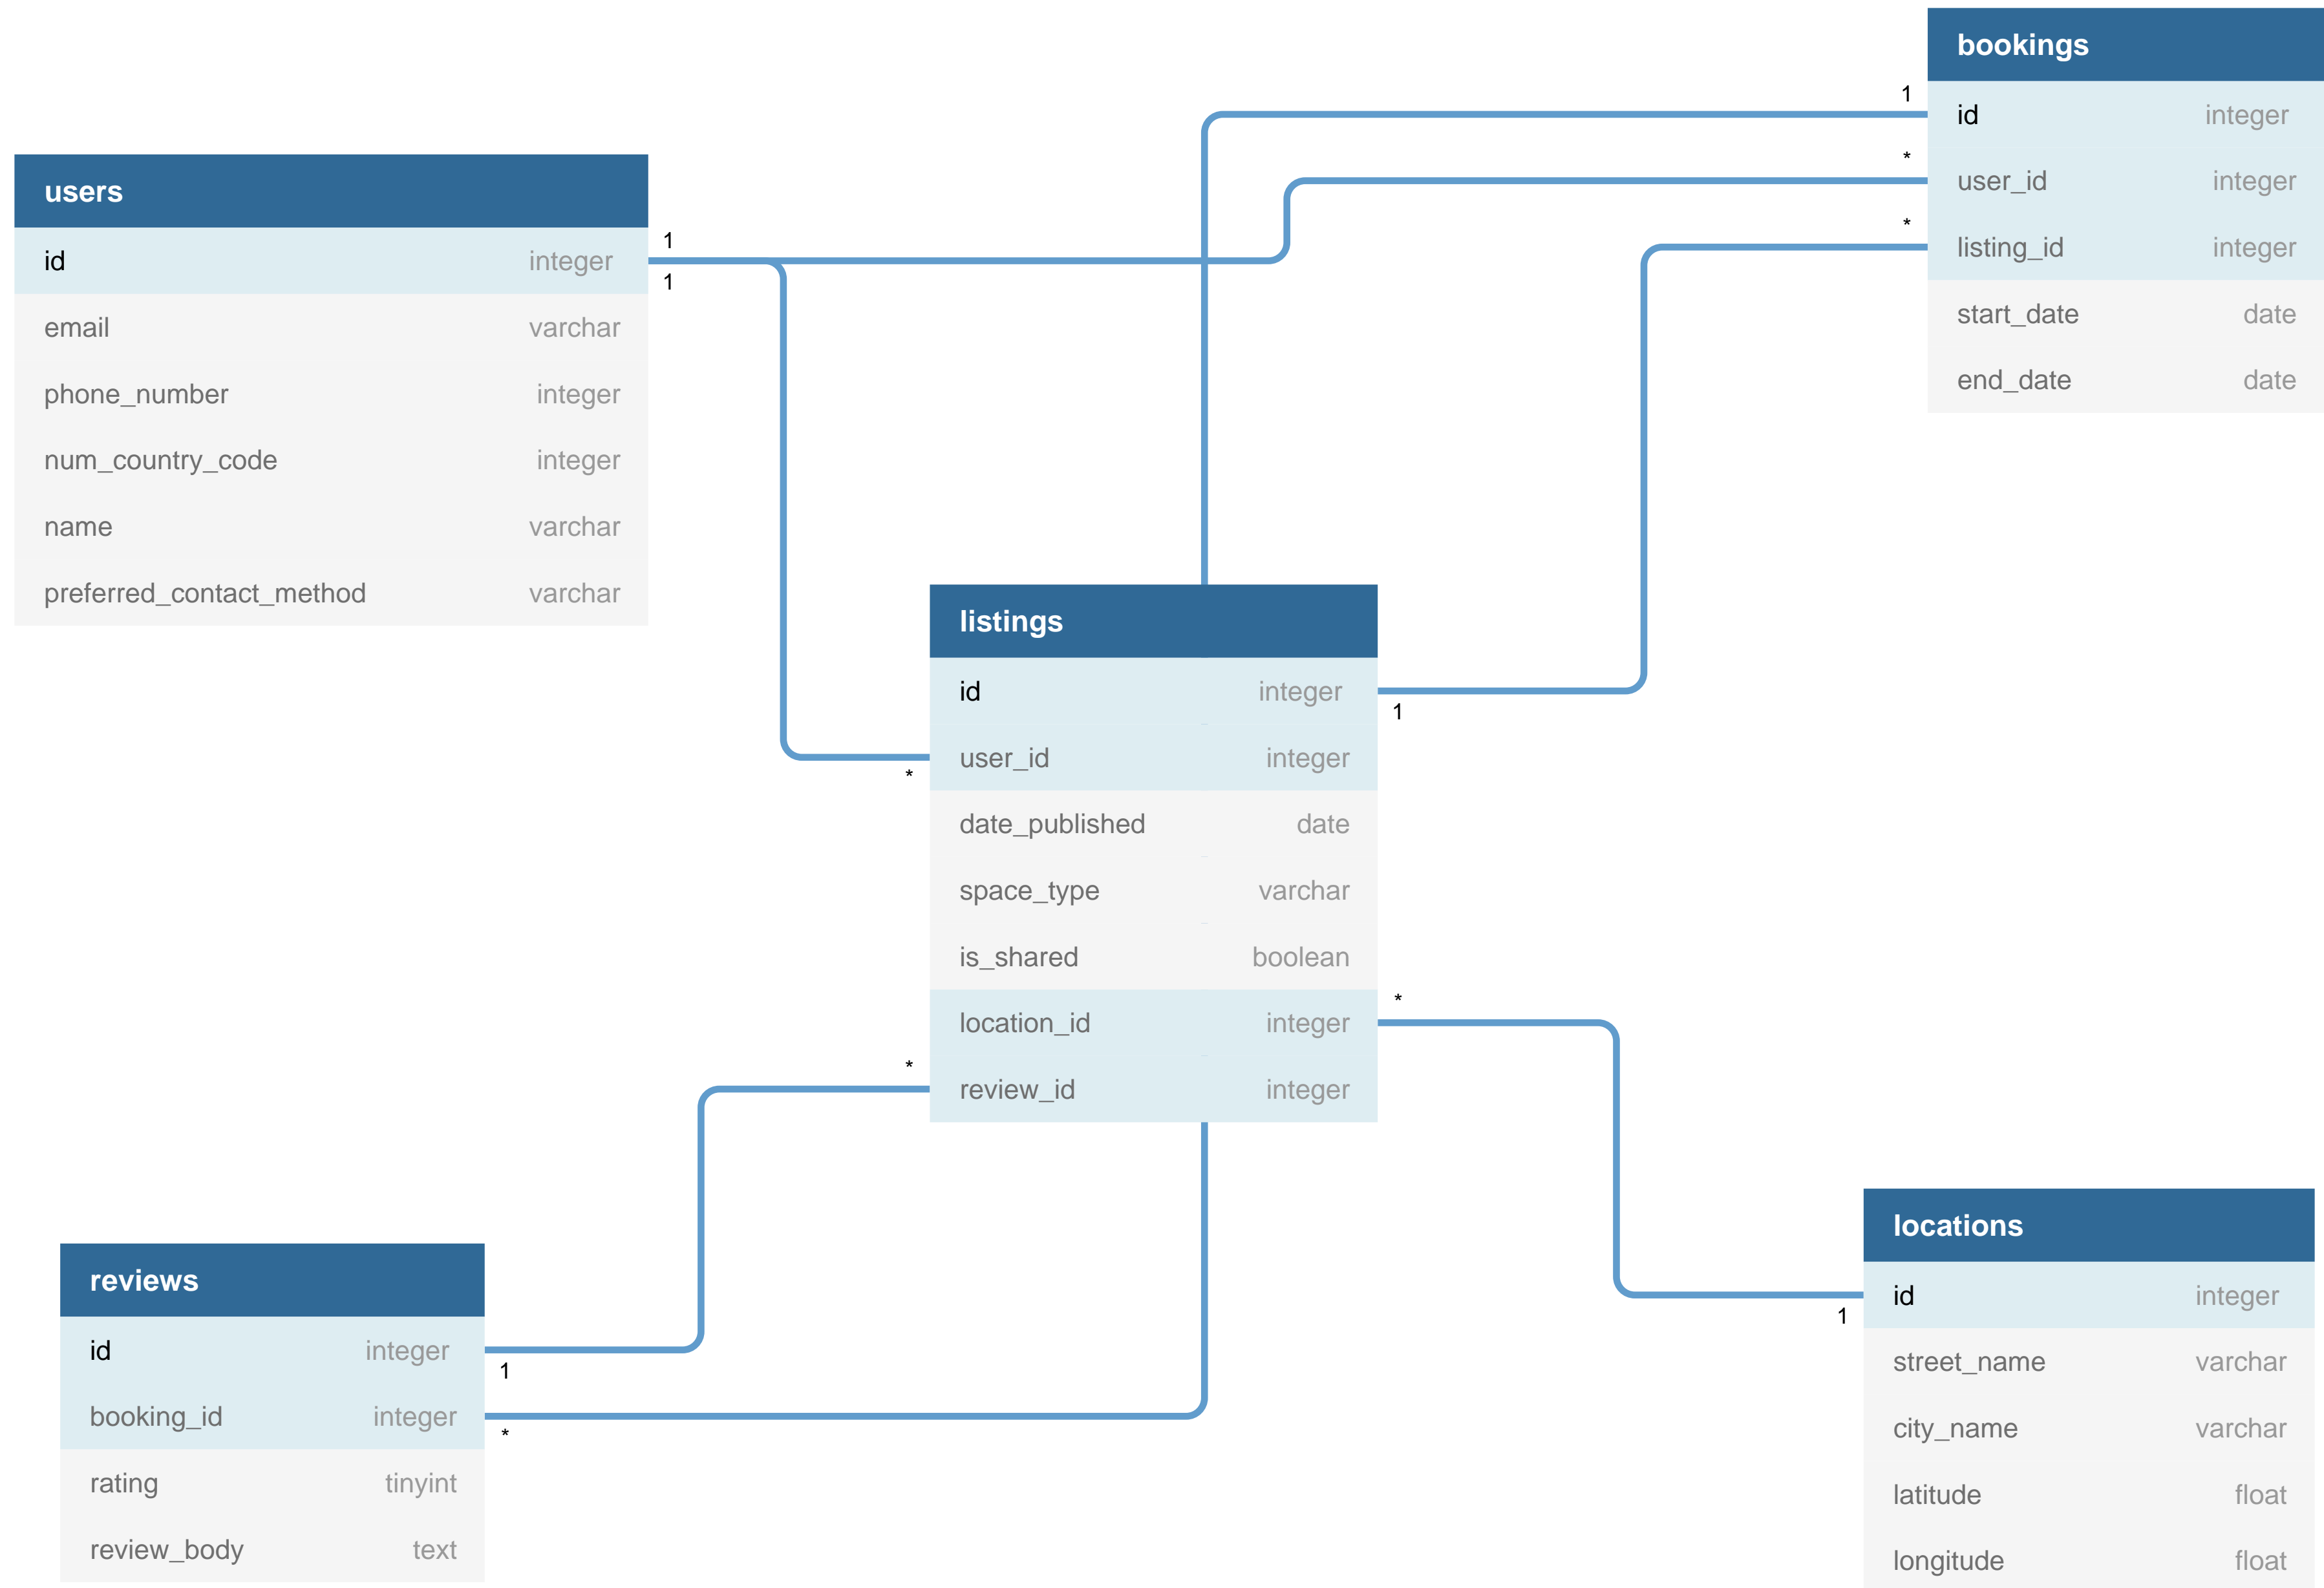 bookings
1
id integer
*
user_id integer
*
listing_id integer
start_date date
end_date date
users
1
id integer
1
email varchar
phone_number integer
num_country_code integer
name varchar
preferred_contact_method varchar
listings
id integer
1
user_id integer
*
date_published date
space_type varchar
is_shared boolean
*
location_id integer
*
review_id integer
reviews
id integer
1
booking_id integer
*
rating tinyint
review_body text
locations
id integer
1
street_name varchar
city_name varchar
latitude float
longitude float